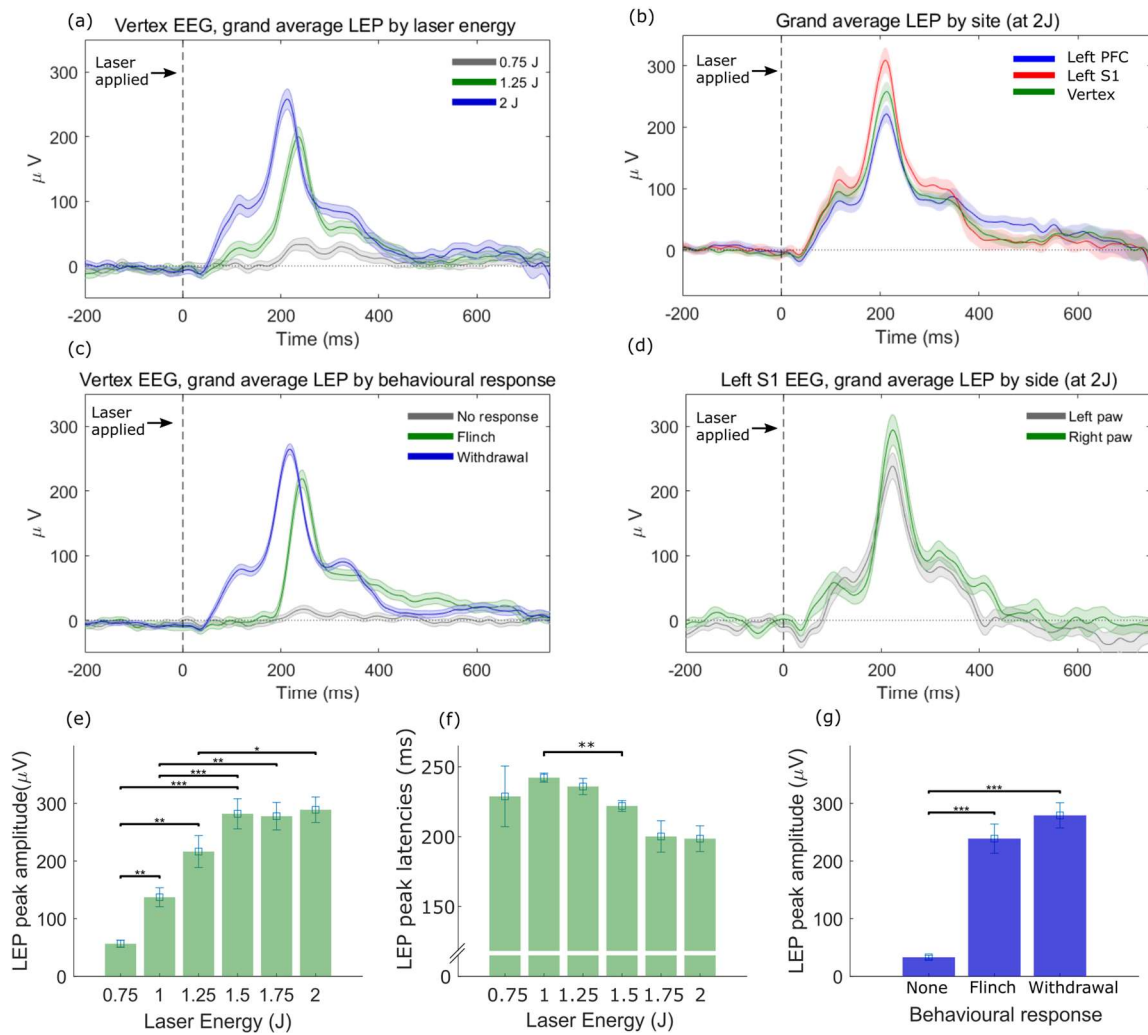 (a)
Vertex EEG, grand average LEP by laser energy
Laser
applied
0.75 J
1.25 J
2 J
300
200
100
0
μ V
-200 0 200 400 600
Time (ms)
(b)
Grand average LEP by site (at 2J)
Laser
applied
Left PFC
Left S1
Vertex
300
200
100
0
μ V
-200 0 200 400 600
Time (ms)
(c)
Vertex EEG, grand average LEP by behavioural response
Laser
applied
No response
Flinch
Withdrawal
300
200
100
0
μ V
-200 0 200 400 600
Time (ms)
(d)
Left S1 EEG, grand average LEP by side (at 2J)
Laser
applied
Left paw
Right paw
300
200
100
0
μ V
-200 0 200 400 600
Time (ms)
(e)
LEP peak amplitude(μV)
300
200
100
0
*
**
***
***
**
**
0.75 1 1.25 1.5 1.75 2
Laser Energy (J)
(f)
LEP peak latencies (ms)
250
200
150
0
**
0.75 1 1.25 1.5 1.75 2
Laser Energy (J)
(g)
LEP peak amplitude (μV)
300
200
100
0
***
***
None Flinch Withdrawal
Behavioural response